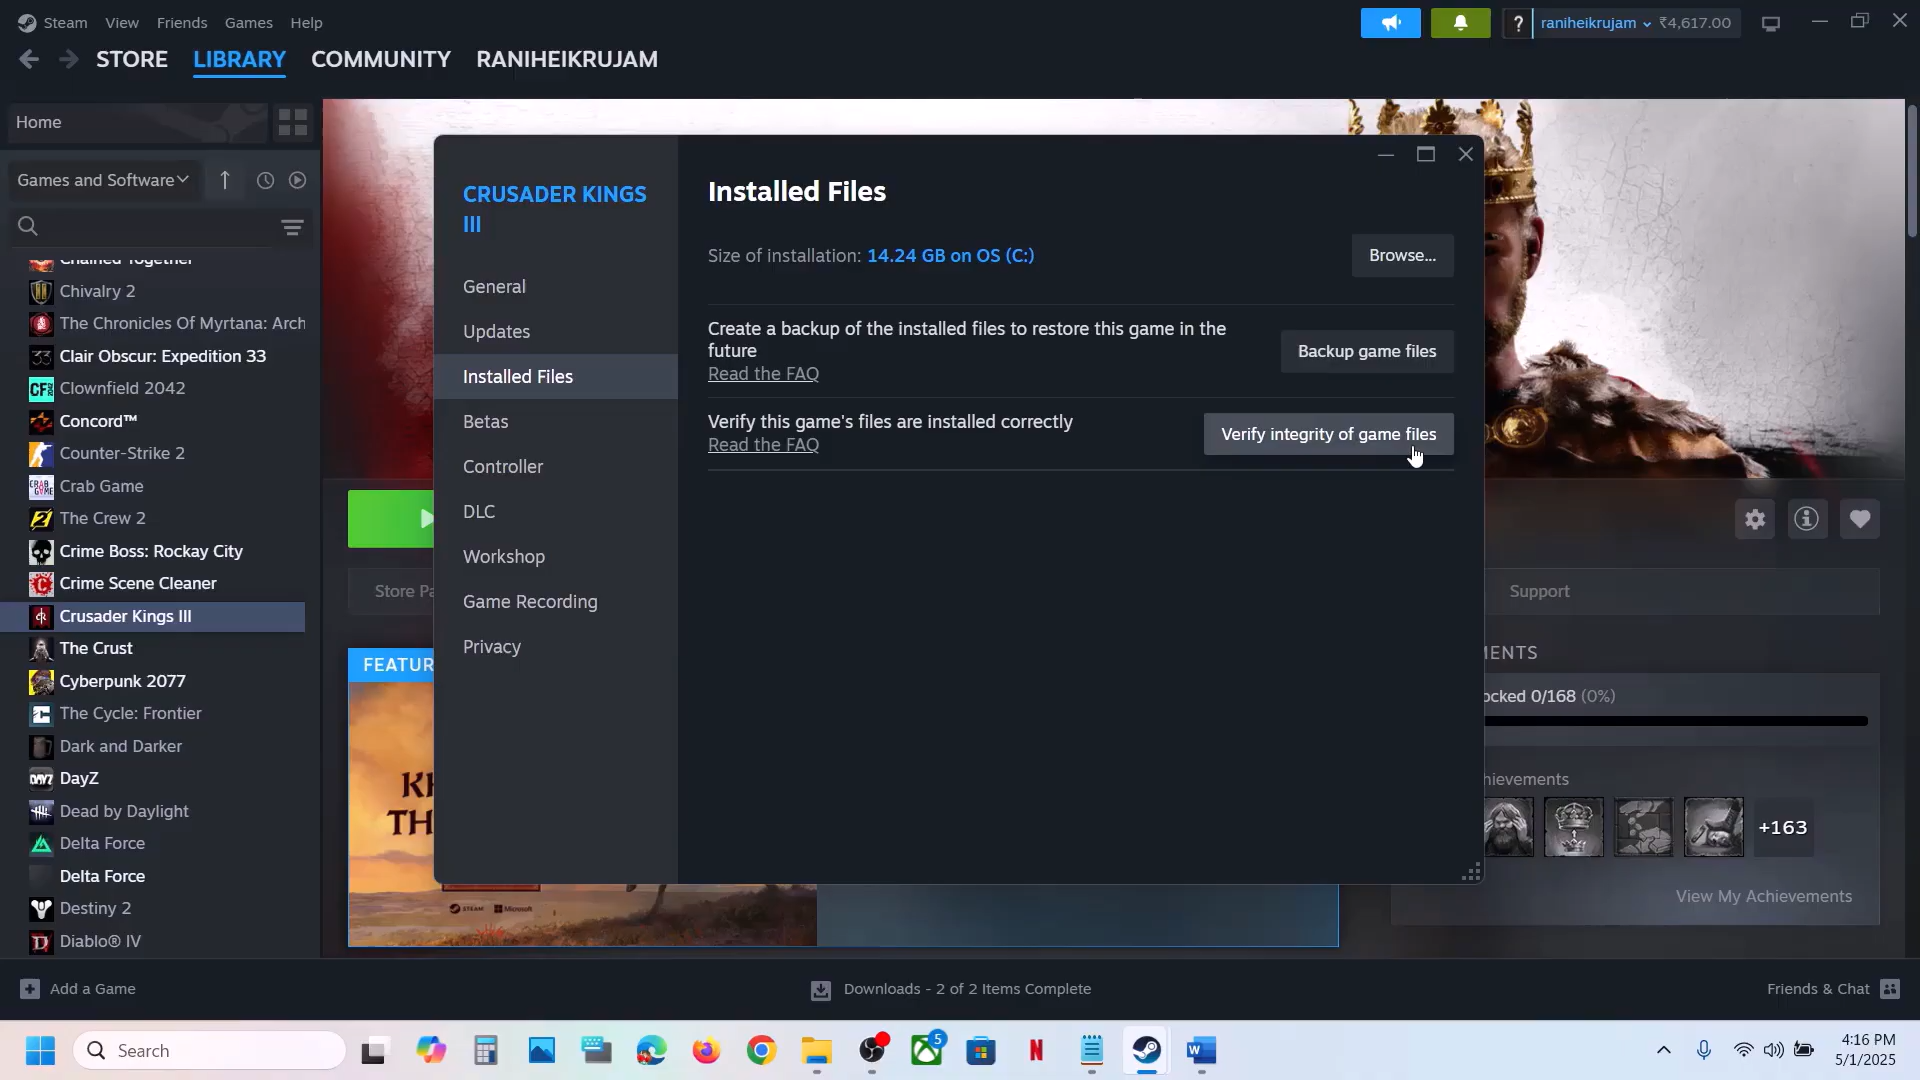 Steam View Friends Games Help
? raniheikrujam ₹4,617.00
STORE LIBRARY COMMUNITY RANIHEIKRUJAM
Home
Games and Software
Chained Together
Chivalry 2
The Chronicles Of Myrtana: Arch
Clair Obscur: Expedition 33
Clownfield 2042
Concord™
Counter-Strike 2
Crab Game
The Crew 2
Crime Boss: Rockay City
Crime Scene Cleaner
Crusader Kings III
The Crust
Cyberpunk 2077
The Cycle: Frontier
Dark and Darker
DayZ
Dead by Daylight
Delta Force
Delta Force
Destiny 2
Diablo® IV
CRUSADER KINGS
III
General
Updates
Installed Files
Betas
Controller
DLC
Workshop
Game Recording
Privacy
Installed Files
Size of installation: 14.24 GB on OS (C:)
Browse...
Create a backup of the installed files to restore this game in the
future
Read the FAQ
Backup game files
Verify this game's files are installed correctly
Read the FAQ
Verify integrity of game files
Store Pa
Support
FEATUR
KH
TH
STEAM Microsoft
MENTS
ocked 0/168 (0%)
hievements
+163
View My Achievements
Add a Game
Downloads - 2 of 2 Items Complete
Friends & Chat
Search
5
4:16 PM
5/1/2025